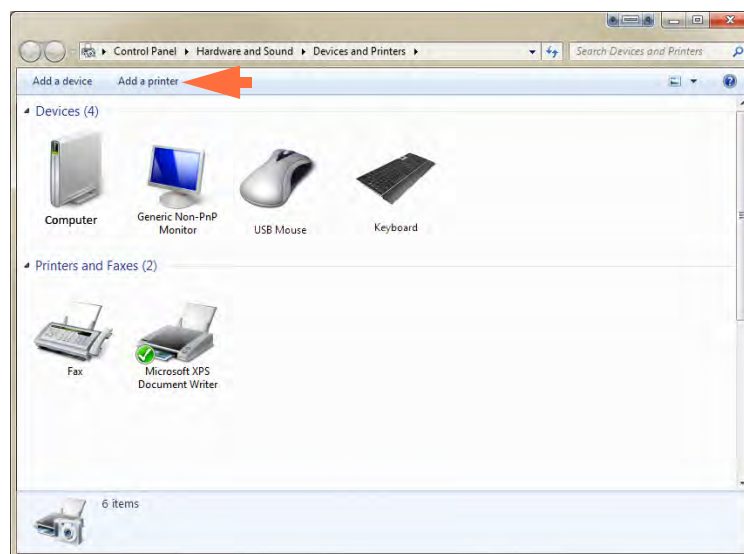 Control Panel ▸ Hardware and Sound ▸ Devices and Printers ▸
Search Devices and Printers
Add a device Add a printer
Devices (4)
Computer
Generic Non-PnP
Monitor
USB Mouse
Keyboard
Printers and Faxes (2)
Fax
Microsoft XPS
Document Writer
6 items